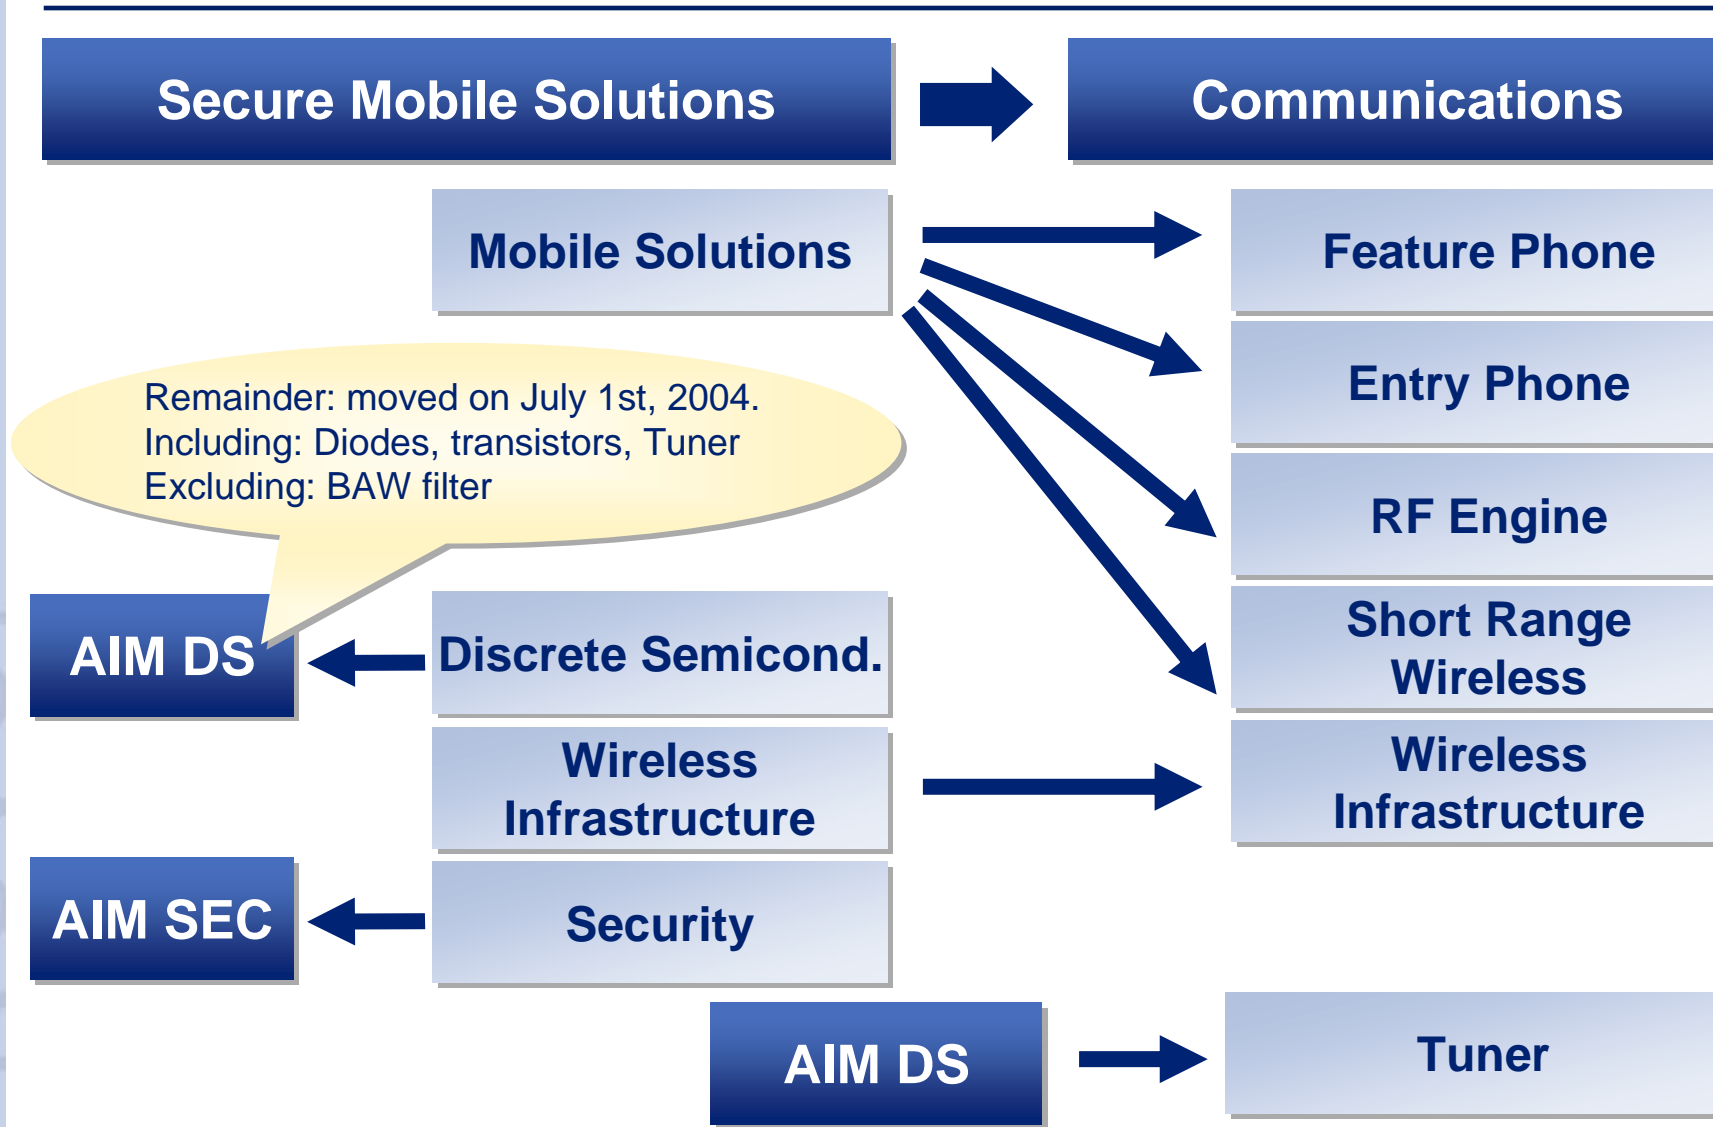 Secure Mobile Solutions
Communications
Mobile Solutions
Feature Phone
Entry Phone
Remainder: moved on July 1st, 2004.
Including: Diodes, transistors, Tuner
Excluding: BAW filter
RF Engine
AIM DS
Discrete Semicond.
Short Range
Wireless
Wireless
Infrastructure
Wireless
Infrastructure
AIM SEC
Security
AIM DS
Tuner